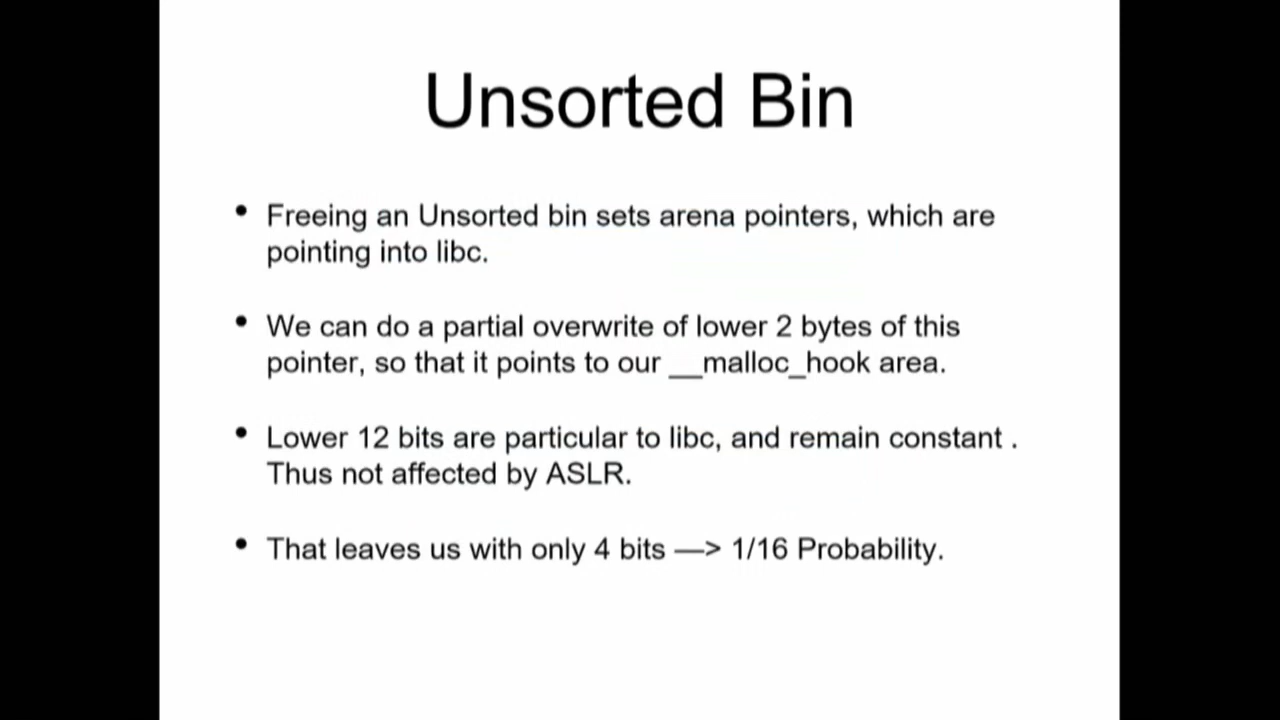 Unsorted Bin
• Freeing an Unsorted bin sets arena pointers, which are
pointing into libc.
• We can do a partial overwrite of lower 2 bytes of this
pointer, so that it points to our __malloc_hook area.
• Lower 12 bits are particular to libc, and remain constant .
Thus not affected by ASLR.
• That leaves us with only 4 bits —> 1/16 Probability.